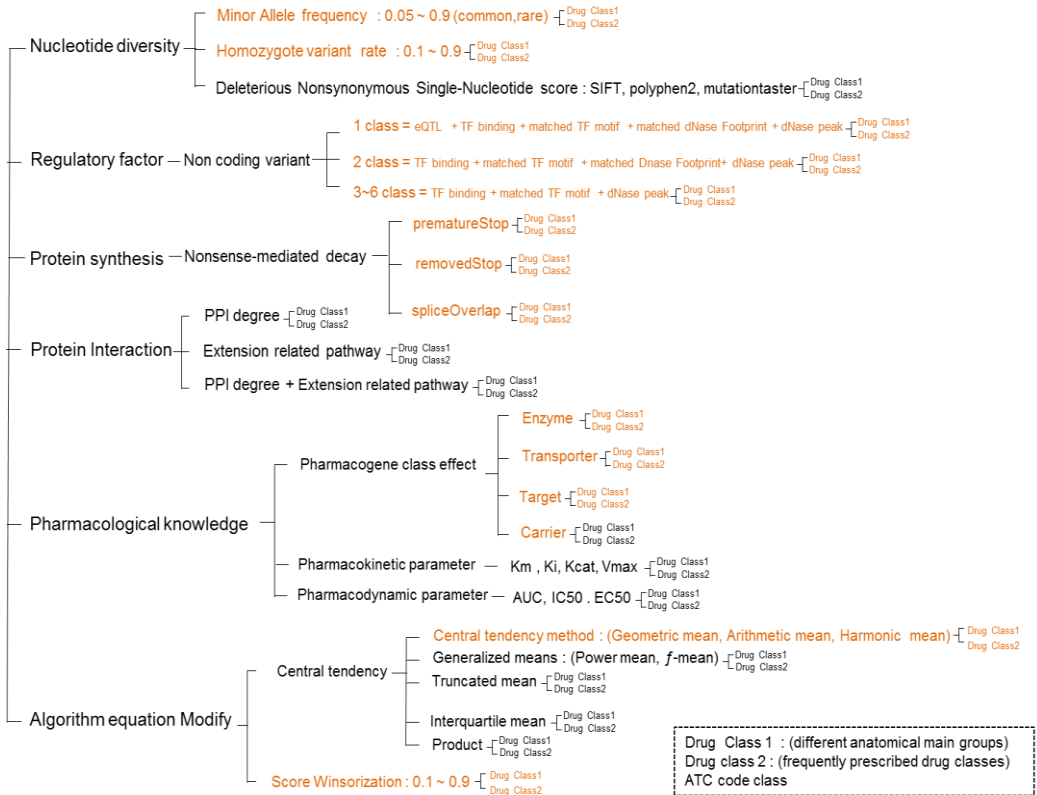 Minor Allele frequency : 0.05 ~ 0.9 (common,rare) Drug Class1
Drug Class2
Nucleotide diversity
Homozygote variant rate : 0.1 ~ 0.9 Drug Class1
Drug Class2
Deleterious Nonsynonymous Single-Nucleotide score : SIFT, polyphen2, mutationtaster Drug Class1
Drug Class2
1 class = eQTL + TF binding + matched TF motif + matched dNase Footprint + dNase peak Drug Class1
Drug Class2
Regulatory factor Non coding variant
2 class = TF binding + matched TF motif + matched Dnase Footprint+ dNase peak Drug Class1
Drug Class2
3~6 class = TF binding + matched TF motif + dNase peak Drug Class1
Drug Class2
prematureStop Drug Class1
Drug Class2
Protein synthesis Nonsense-mediated decay
removedStop Drug Class1
Drug Class2
spliceOverlap Drug Class1
Drug Class2
PPI degree Drug Class1
Drug Class2
Protein Interaction
Extension related pathway Drug Class1
Drug Class2
PPI degree + Extension related pathway Drug Class1
Drug Class2
Enzyme Drug Class1
Drug Class2
Pharmacogene class effect
Transporter Drug Class1
Drug Class2
Target Drug Class1
Drug Class2
Pharmacological knowledge
Carrier Drug Class1
Drug Class2
Pharmacokinetic parameter — Km , Ki, Kcat, Vmax Drug Class1
Drug Class2
Pharmacodynamic parameter — AUC, IC50 . EC50 Drug Class1
Drug Class2
Central tendency method : (Geometric mean, Arithmetic mean, Harmonic mean) Drug Class1
Drug Class2
Generalized means : (Power mean, ƒ-mean) Drug Class1
Drug Class2
Central tendency
Truncated mean Drug Class1
Drug Class2
Algorithm equation Modify
Interquartile mean Drug Class1
Drug Class2
Product Drug Class1
Drug Class2
Score Winsorization : 0.1 ~ 0.9 Drug Class1
Drug Class2
Drug Class 1 : (different anatomical main groups)
Drug class 2 : (frequently prescribed drug classes)
ATC code class